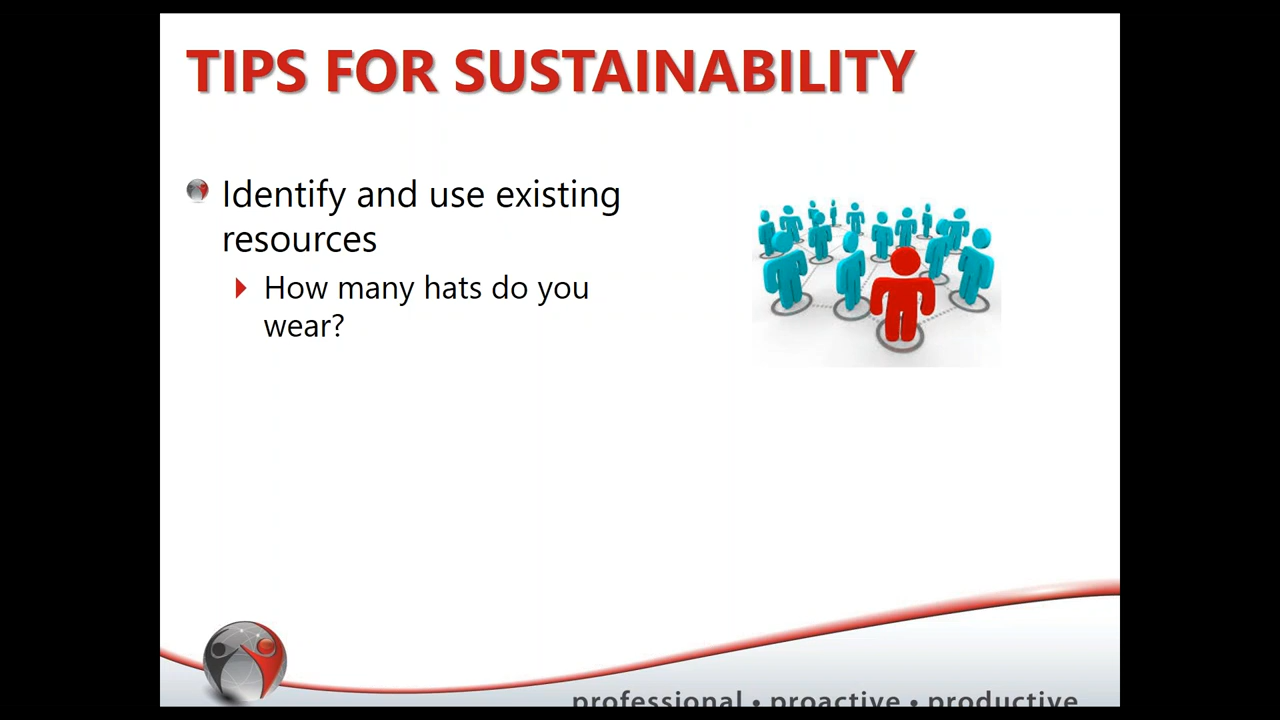 TIPS FOR SUSTAINABILITY
Identify and use existing
resources
How many hats do you
wear?
professional • proactive • productive